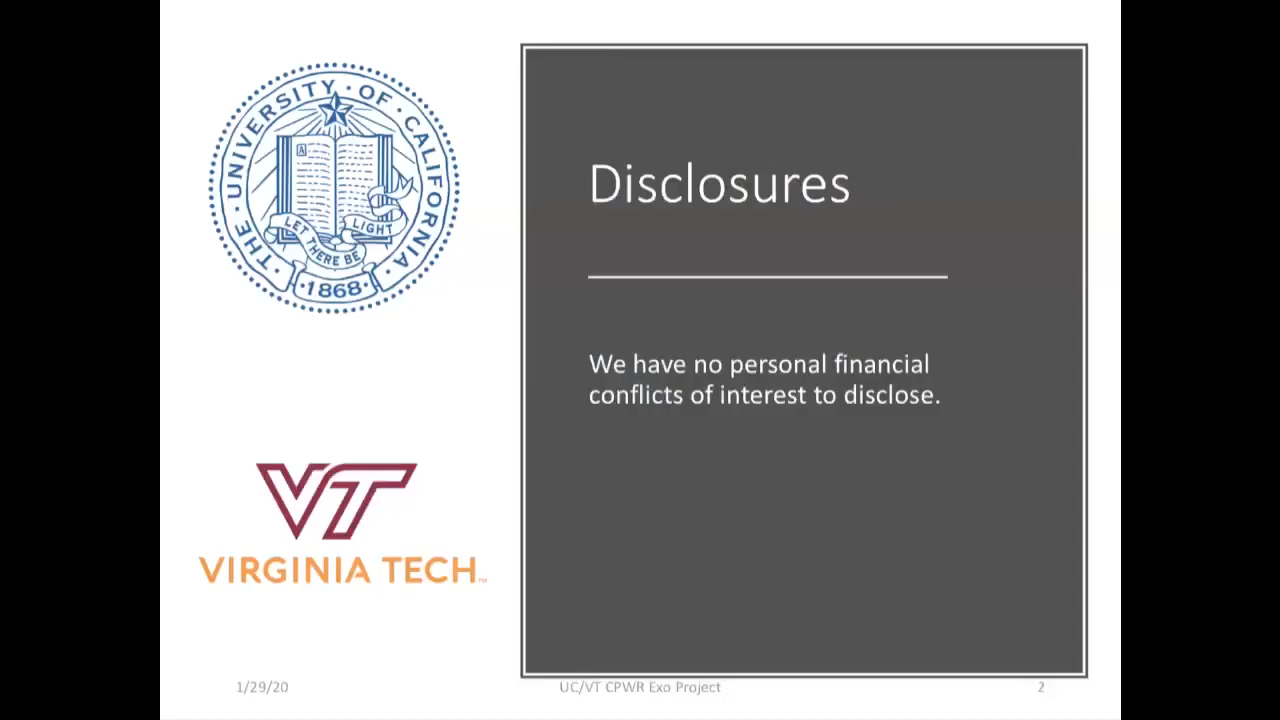 THE · UNIVERSITY · OF · CALIFORNIA
A
LET THERE BE LIGHT
· 1868 ·
VT
VIRGINIA TECH™
Disclosures
We have no personal financial
conflicts of interest to disclose.
1/29/20
UC/VT CPWR Exo Project
2